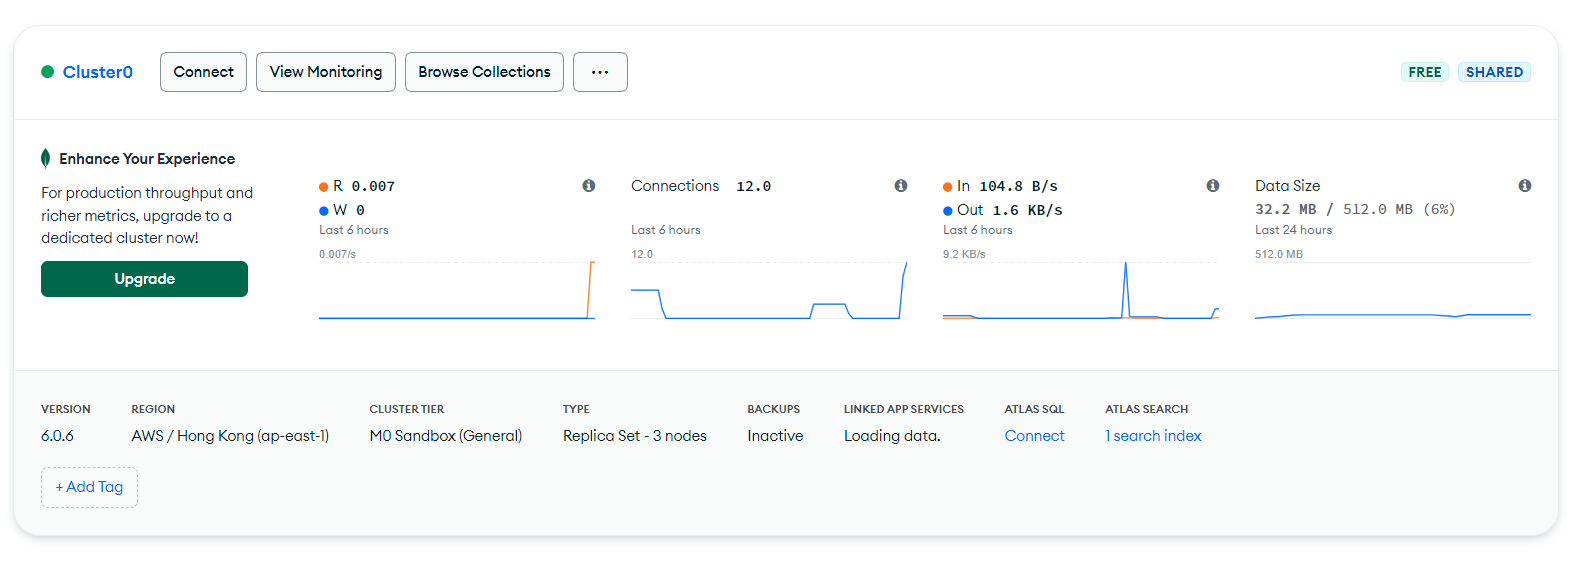 Cluster0
Connect
View Monitoring
Browse Collections
...
FREE
SHARED
Enhance Your Experience
For production throughput and
richer metrics, upgrade to a
dedicated cluster now!
Upgrade
R 0.007
W 0
Last 6 hours
0.007/s
Connections 12.0
Last 6 hours
12.0
In 104.8 B/s
Out 1.6 KB/s
Last 6 hours
9.2 KB/s
Data Size
32.2 MB / 512.0 MB (6%)
Last 24 hours
512.0 MB
VERSION
6.0.6
REGION
AWS / Hong Kong (ap-east-1)
CLUSTER TIER
M0 Sandbox (General)
TYPE
Replica Set - 3 nodes
BACKUPS
Inactive
LINKED APP SERVICES
Loading data.
ATLAS SQL
Connect
ATLAS SEARCH
1 search index
+ Add Tag